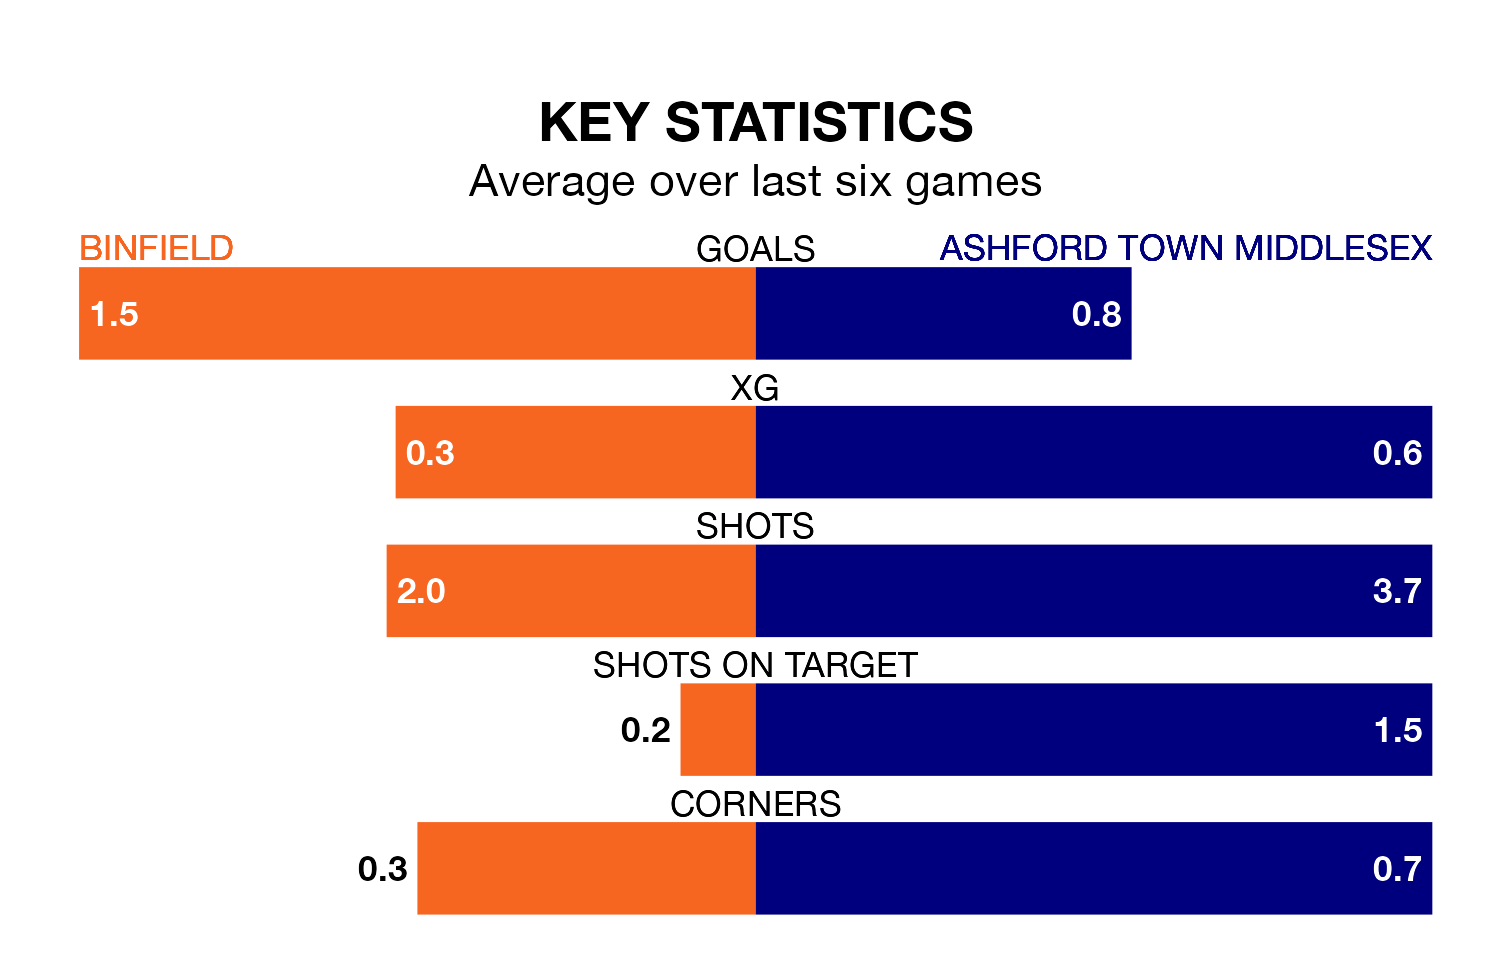 KEY STATISTICS
Average over last six games
BINFIELD GOALS ASHFORD TOWN MIDDLESEX
1.5 0.8
XG
0.3 0.6
SHOTS
2.0 3.7
SHOTS ON TARGET
0.2 1.5
CORNERS
0.3 0.7